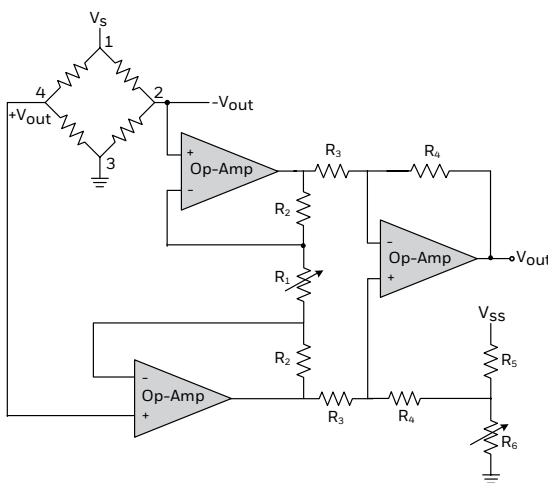 Vs
1
4
2
+Vout
-Vout
3
+
Op-Amp
-
R3
R4
R2
R1
-
Op-Amp
+
Vout
Vss
R2
R5
-
Op-Amp
+
R3
R4
R6